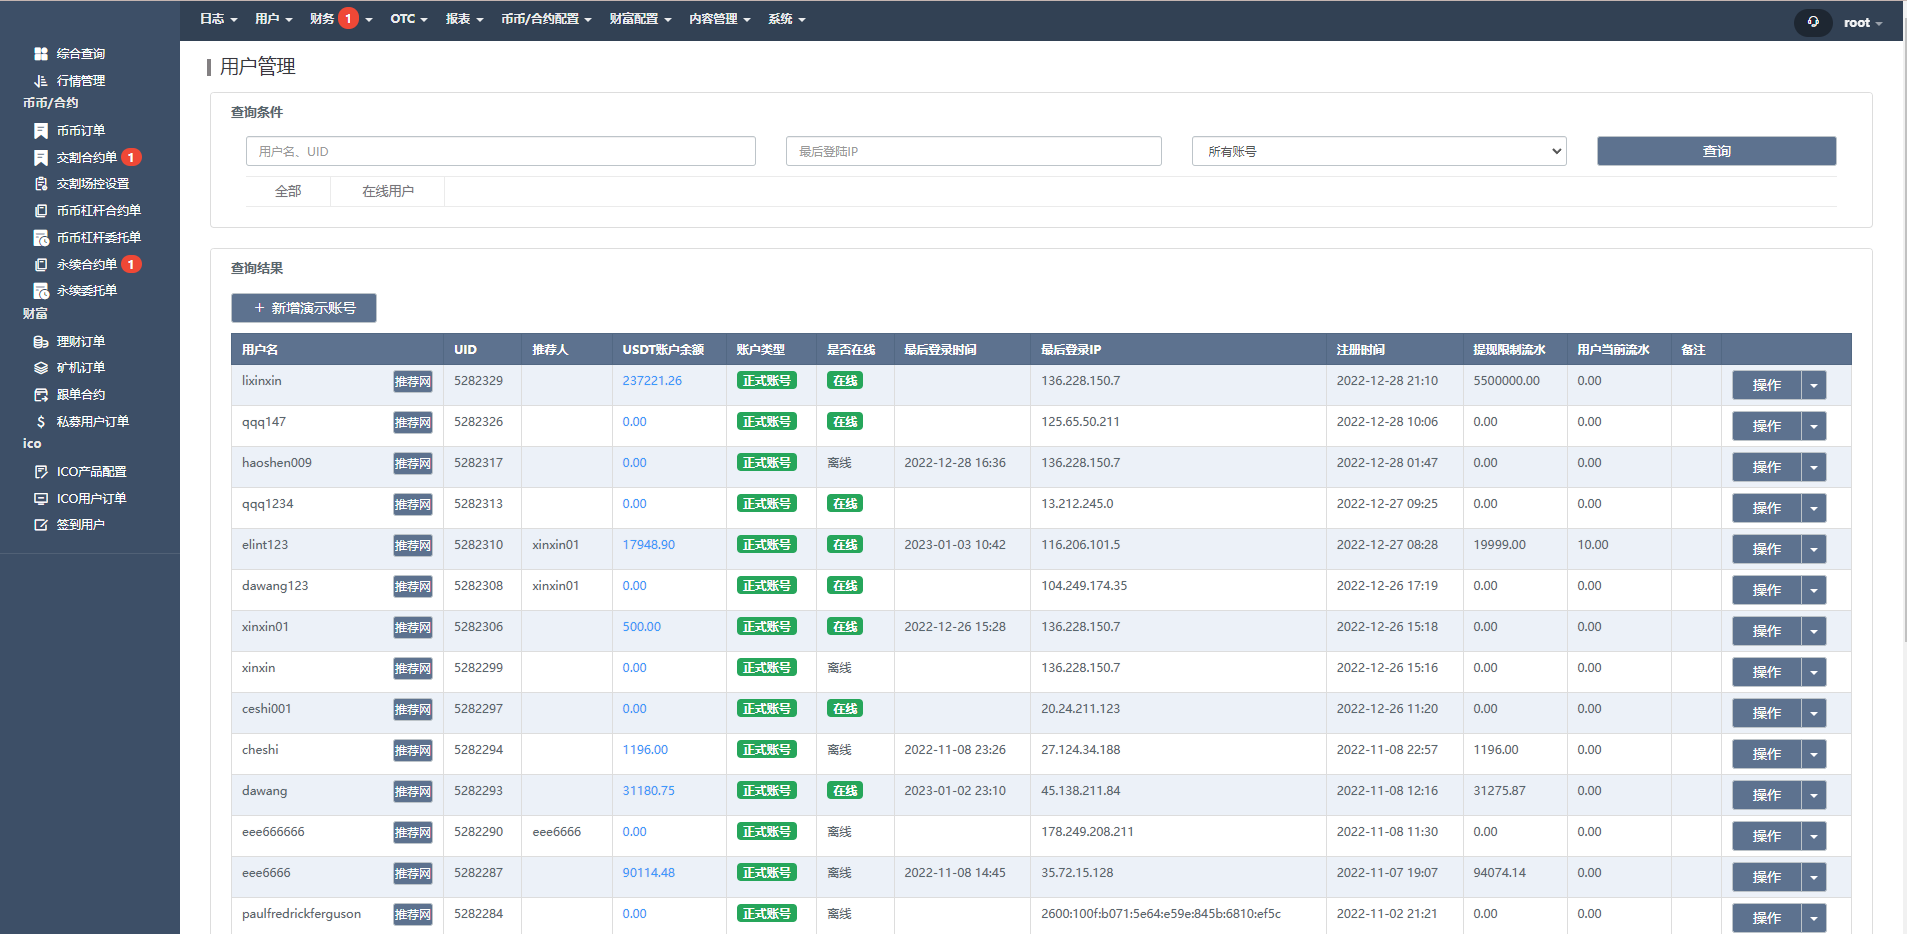 日志 用户 财务 1 OTC 报表 币币/合约配置 财富配置 内容管理 系统 root
综合查询
行情管理
币币/合约
币币订单
交割合约单 1
交割场控设置
币币杠杆合约单
币币杠杆委托单
永续合约单 1
永续委托单
财富
理财订单
矿机订单
跟单合约
私募用户订单
ico
ICO产品配置
ICO用户订单
签到用户
用户管理
查询条件
用户名、UID 最后登陆IP 所有账号 查询
全部 在线用户
查询结果
+ 新增演示账号
用户名 UID 推荐人 USDT账户余额 账户类型 是否在线 最后登录时间 最后登录IP 注册时间 提现限制流水 用户当前流水 备注
lixinxin 推荐网 5282329 237221.26 正式账号 在线 136.228.150.7 2022-12-28 21:10 5500000.00 0.00 操作
qqq147 推荐网 5282326 0.00 正式账号 在线 125.65.50.211 2022-12-28 10:06 0.00 0.00 操作
haoshen009 推荐网 5282317 0.00 正式账号 离线 2022-12-28 16:36 136.228.150.7 2022-12-28 01:47 0.00 0.00 操作
qqq1234 推荐网 5282313 0.00 正式账号 在线 13.212.245.0 2022-12-27 09:25 0.00 0.00 操作
elint123 推荐网 5282310 xinxin01 17948.90 正式账号 在线 2023-01-03 10:42 116.206.101.5 2022-12-27 08:28 19999.00 10.00 操作
dawang123 推荐网 5282308 xinxin01 0.00 正式账号 在线 104.249.174.35 2022-12-26 17:19 0.00 0.00 操作
xinxin01 推荐网 5282306 500.00 正式账号 在线 2022-12-26 15:28 136.228.150.7 2022-12-26 15:18 0.00 0.00 操作
xinxin 推荐网 5282299 0.00 正式账号 离线 136.228.150.7 2022-12-26 15:16 0.00 0.00 操作
ceshi001 推荐网 5282297 0.00 正式账号 在线 20.24.211.123 2022-12-26 11:20 0.00 0.00 操作
cheshi 推荐网 5282294 1196.00 正式账号 离线 2022-11-08 23:26 27.124.34.188 2022-11-08 22:57 1196.00 0.00 操作
dawang 推荐网 5282293 31180.75 正式账号 在线 2023-01-02 23:10 45.138.211.84 2022-11-08 12:16 31275.87 0.00 操作
eee666666 推荐网 5282290 eee6666 0.00 正式账号 离线 178.249.208.211 2022-11-08 11:30 0.00 0.00 操作
eee6666 推荐网 5282287 90114.48 正式账号 离线 2022-11-08 14:45 35.72.15.128 2022-11-07 19:07 94074.14 0.00 操作
paulfredrickferguson 推荐网 5282284 0.00 正式账号 离线 2600:100f:b071:5e64:e59e:845b:6810:ef5c 2022-11-02 21:21 0.00 0.00 操作